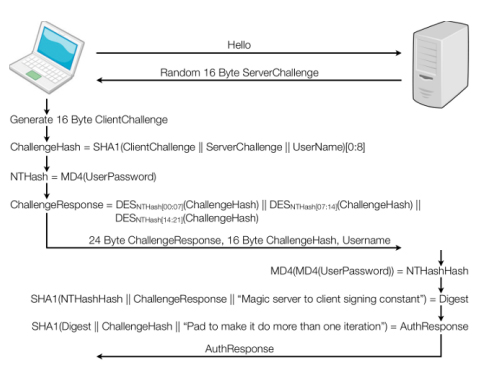 Hello
Random 16 Byte ServerChallenge
Generate 16 Byte ClientChallenge
ChallengeHash = SHA1(ClientChallenge || ServerChallenge || UserName)[0:8]
NTHash = MD4(UserPassword)
ChallengeResponse = DESNTHash[00:07](ChallengeHash) || DESNTHash[07:14](ChallengeHash) ||
DESNTHash[14:21](ChallengeHash)
24 Byte ChallengeResponse, 16 Byte ChallengeHash, Username
MD4(MD4(UserPassword)) = NTHashHash
SHA1(NTHashHash || ChallengeResponse || “Magic server to client signing constant”) = Digest
SHA1(Digest || ChallengeHash || “Pad to make it do more than one iteration”) = AuthResponse
AuthResponse